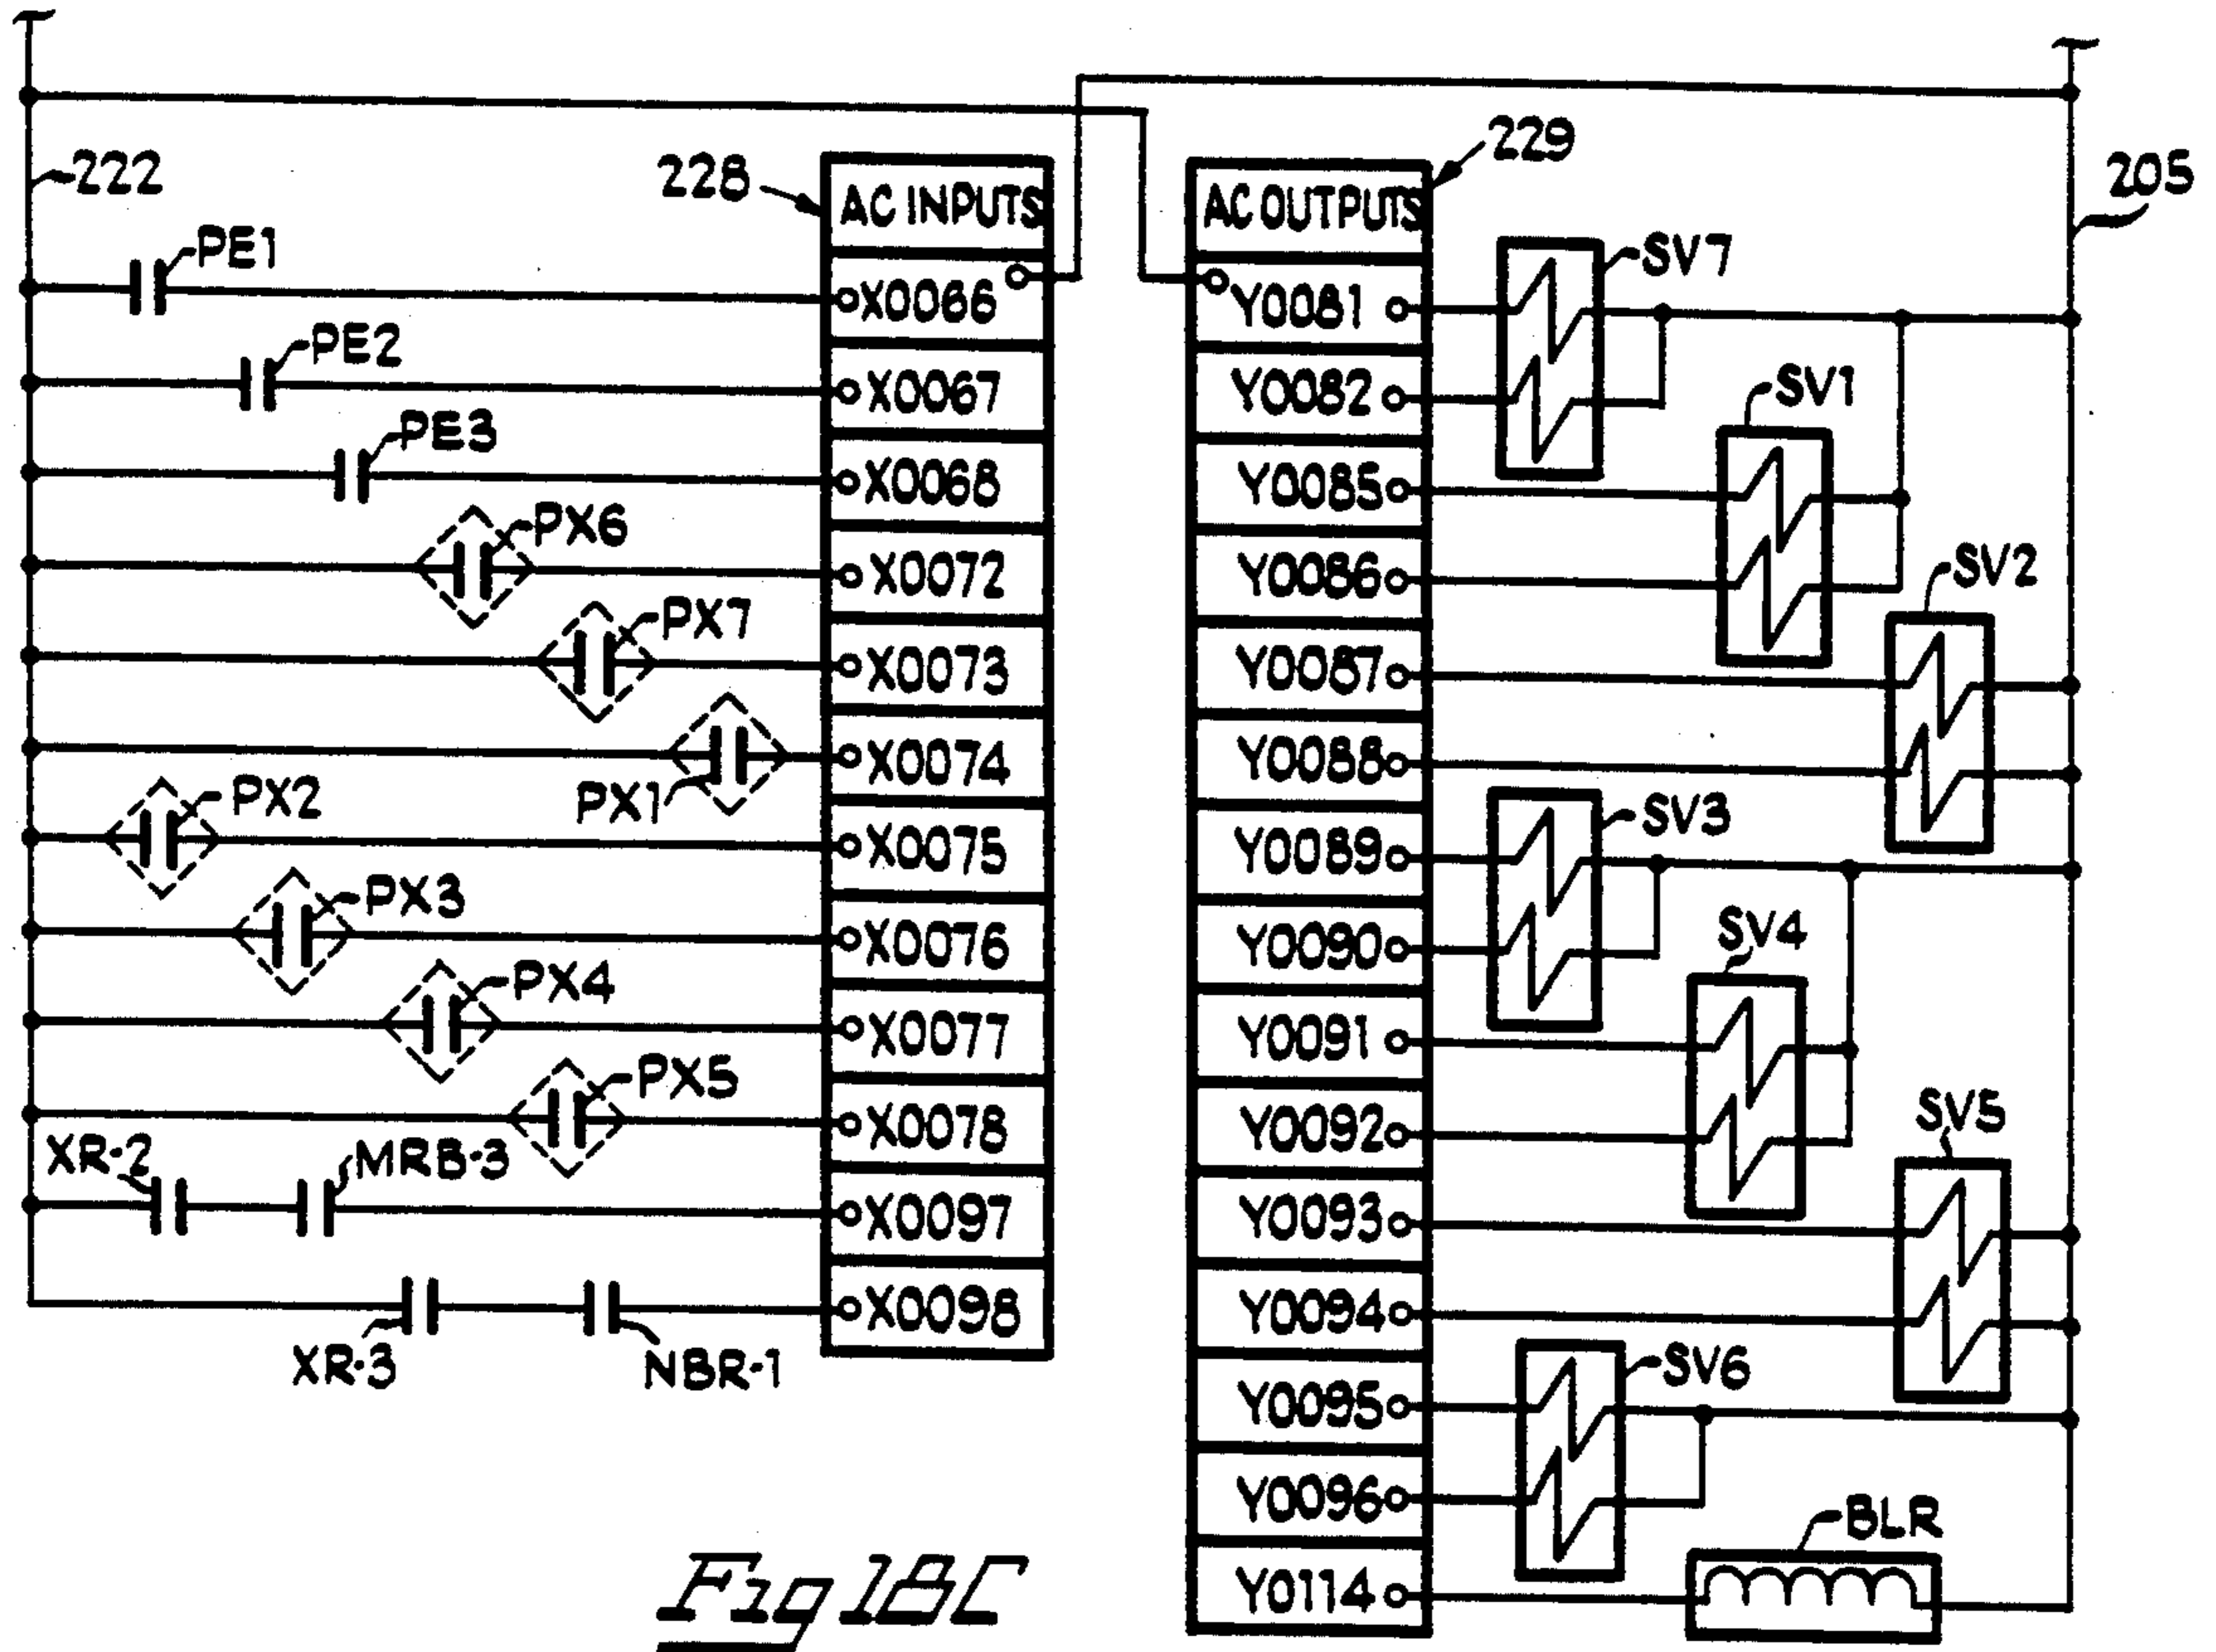 222
228
AC INPUTS
X0066
X0067
X0068
X0072
X0073
X0074
X0075
X0076
X0077
X0078
X0097
X0098
PE1
PE2
PE3
PX6
PX7
PX1
PX2
PX3
PX4
PX5
XR-2
MRB-3
XR-3
NBR-1
229
AC OUTPUTS
Y0081
Y0082
Y0085
Y0086
Y0087
Y0088
Y0089
Y0090
Y0091
Y0092
Y0093
Y0094
Y0095
Y0096
Y0114
205
SV7
SV1
SV2
SV3
SV4
SV5
SV6
BLR
Fig 18C